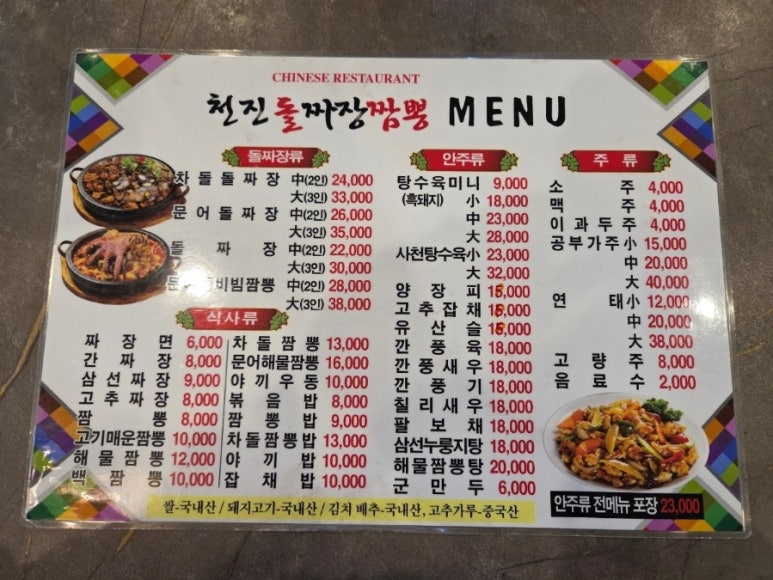 CHINESE RESTAURANT
천진돌짜장짬뽕 MENU
돌짜장류
차돌돌짜장 中(2인) 24,000
大(3인) 33,000
문어돌짜장 中(2인) 26,000
大(3인) 35,000
돌짜장 中(2인) 22,000
大(3인) 30,000
비빔짬뽕 中(2인) 28,000
大(3인) 38,000
식사류
짜장면 6,000
간짜장 8,000
삼선짜장 9,000
고추짜장 8,000
짬뽕 8,000
고기매운짬뽕 10,000
해물짬뽕 12,000
백짬뽕 10,000
차돌짬뽕 13,000
문어해물짬뽕 16,000
야끼우동 10,000
볶음밥 8,000
짬뽕밥 9,000
차돌짬뽕밥 13,000
야끼밥 10,000
잡채밥 10,000
안주류
탕수육미니 9,000
(흑돼지) 小 18,000
中 23,000
大 28,000
사천탕수육小 23,000
大 32,000
양장피
고추잡채
유산슬
깐풍육 18,000
깐풍새우 18,000
깐풍기 18,000
칠리새우 18,000
팔보채 18,000
삼선누룽지탕 18,000
해물짬뽕탕 20,000
군만두 6,000
주류
소주 4,000
맥주 4,000
이과두주 4,000
공부가주小 15,000
中 20,000
大 40,000
연태小 12,000
中 20,000
大 38,000
고량주 8,000
음료수 2,000
안주류 전메뉴 포장 23,000
쌀-국내산 / 돼지고기-국내산 / 김치 배추-국내산, 고추가루-중국산